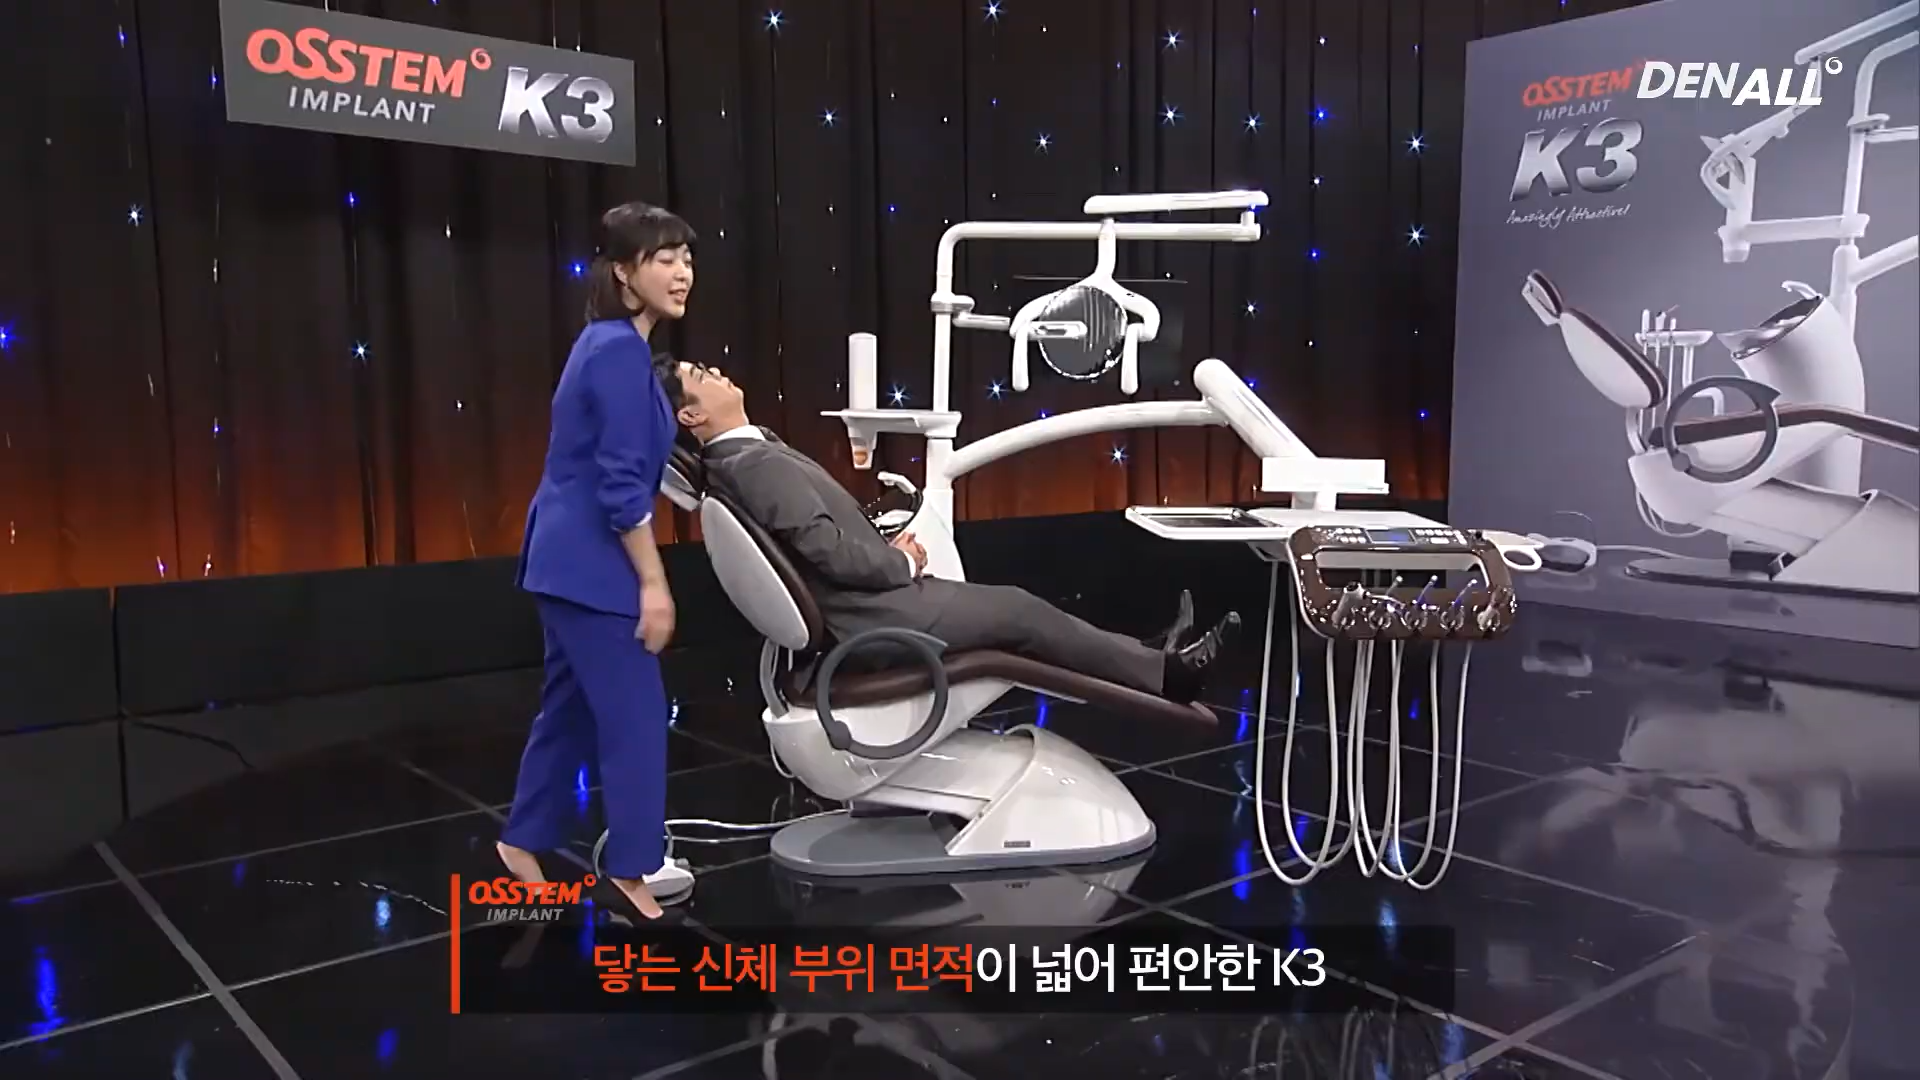 OSSTEM
IMPLANT
K3
OSSTEM
IMPLANT
K3
Amazingly Attractive!
DENALL
OSSTEM
IMPLANT
닿는 신체 부위 면적이 넓어 편안한 K3